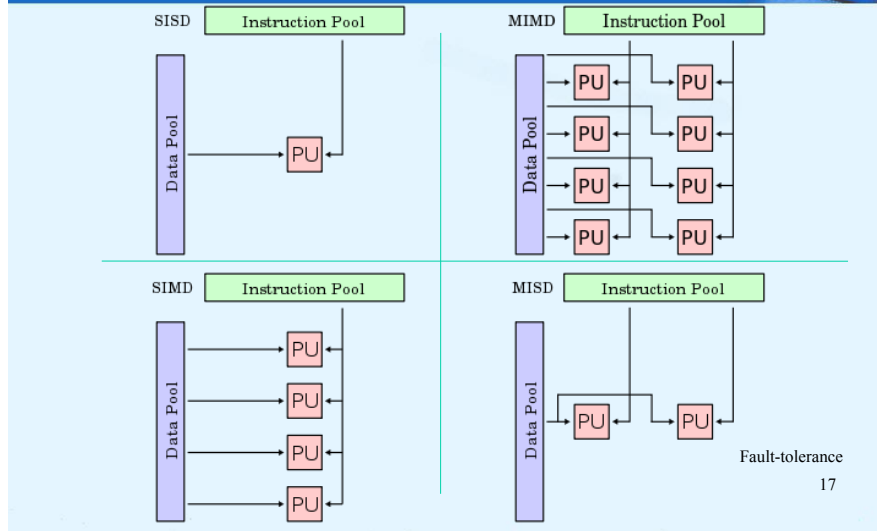 SISD
Instruction Pool
Data Pool
PU
MIMD
Instruction Pool
Data Pool
PU PU
PU PU
PU PU
PU PU
SIMD
Instruction Pool
Data Pool
PU
PU
PU
PU
MISD
Instruction Pool
Data Pool
PU PU
Fault-tolerance
17